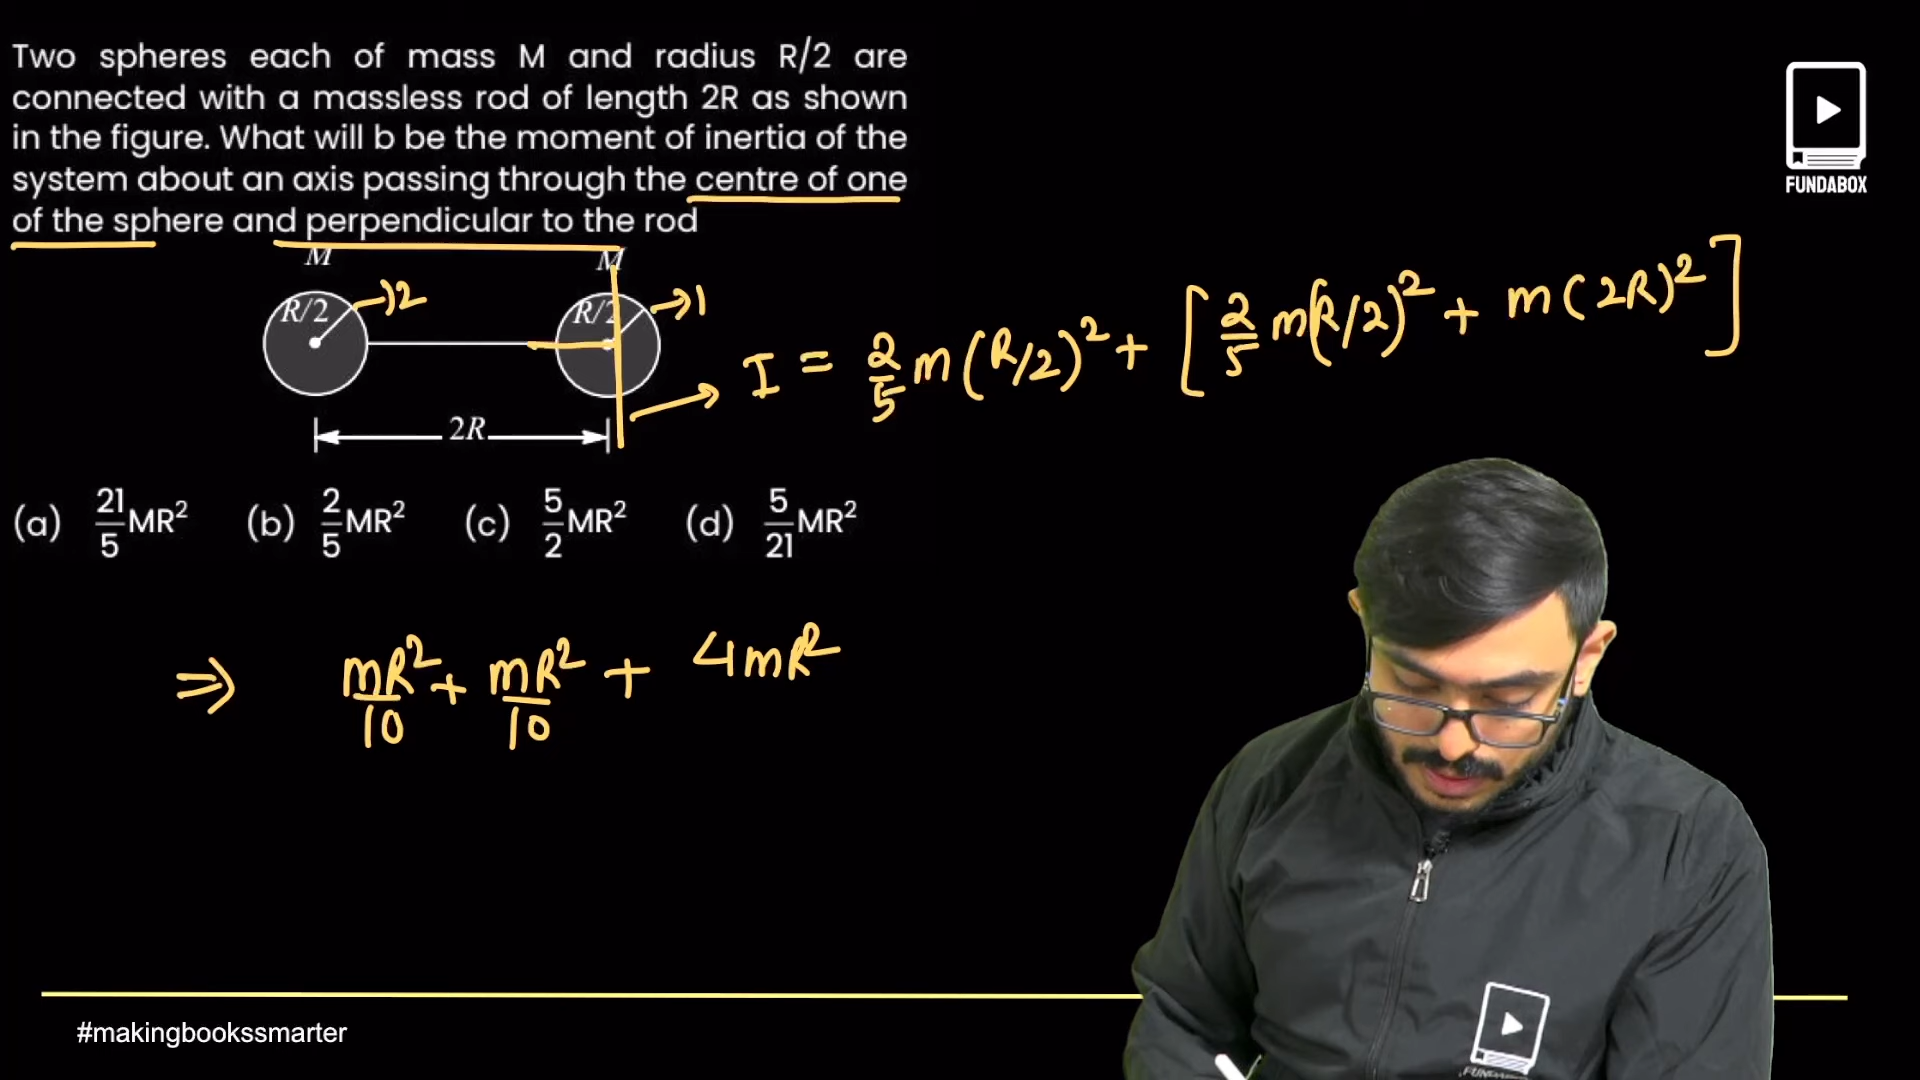 Two spheres each of mass M and radius R/2 are
connected with a massless rod of length 2R as shown
in the figure. What will b be the moment of inertia of the
system about an axis passing through the centre of one
of the sphere and perpendicular to the rod
FUNDABOX
M M
R/2 →2 R/2 →1
I = 2/5 m(R/2)² + [2/5 m(R/2)² + m(2R)²]
2R
(a) 21/5 MR² (b) 2/5 MR² (c) 5/2 MR² (d) 5/21 MR²
⇒ mR²/10 + mR²/10 + 4mR²
#makingbookssmarter